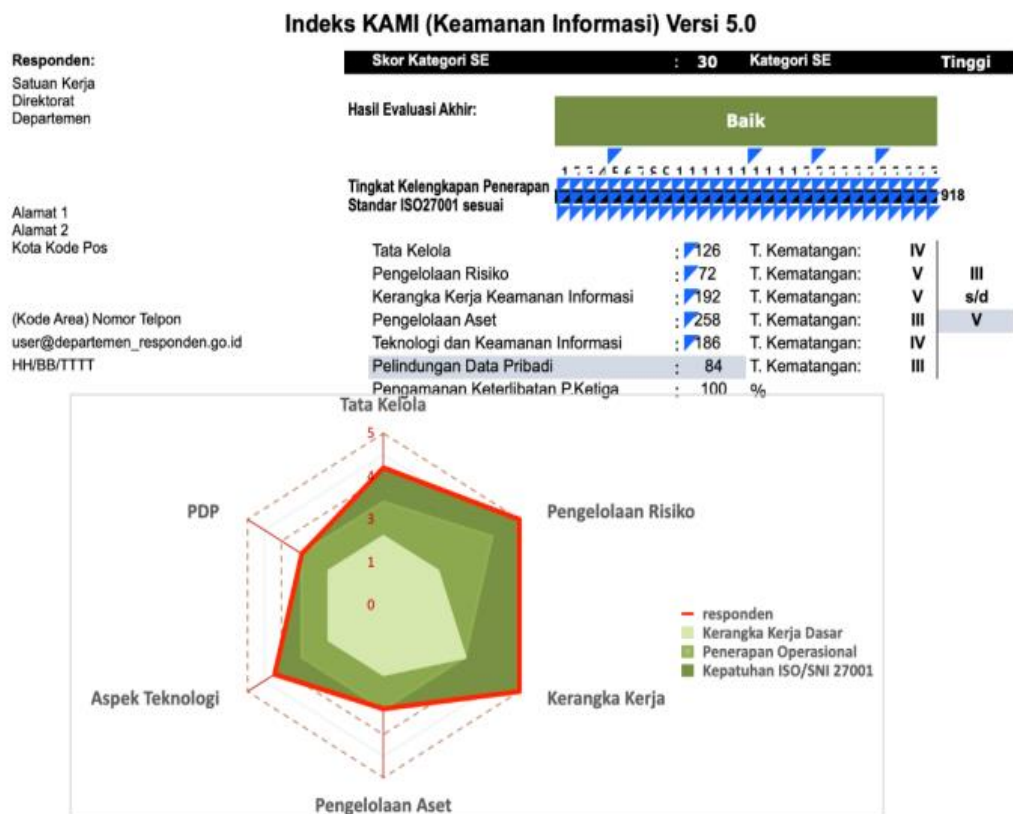 Indeks KAMI (Keamanan Informasi) Versi 5.0
Responden:
Satuan Kerja
Direktorat
Departemen
Alamat 1
Alamat 2
Kota Kode Pos
(Kode Area) Nomor Telpon
user@departemen_responden.go.id
HH/BB/TTTT
Skor Kategori SE : 30 Kategori SE Tinggi
Hasil Evaluasi Akhir: Baik
Tingkat Kelengkapan Penerapan
Standar ISO27001 sesuai 918
Tata Kelola : 126 T. Kematangan: IV
Pengelolaan Risiko : 72 T. Kematangan: V III
Kerangka Kerja Keamanan Informasi : 192 T. Kematangan: V s/d
Pengelolaan Aset : 258 T. Kematangan: III V
Teknologi dan Keamanan Informasi : 186 T. Kematangan: IV
Pelindungan Data Pribadi : 84 T. Kematangan: III
Pengamanan Keterlibatan P.Ketiga : 100 %
Tata Kelola
5
4
3
1
0
PDP
Pengelolaan Risiko
Aspek Teknologi
Kerangka Kerja
Pengelolaan Aset
responden
Kerangka Kerja Dasar
Penerapan Operasional
Kepatuhan ISO/SNI 27001